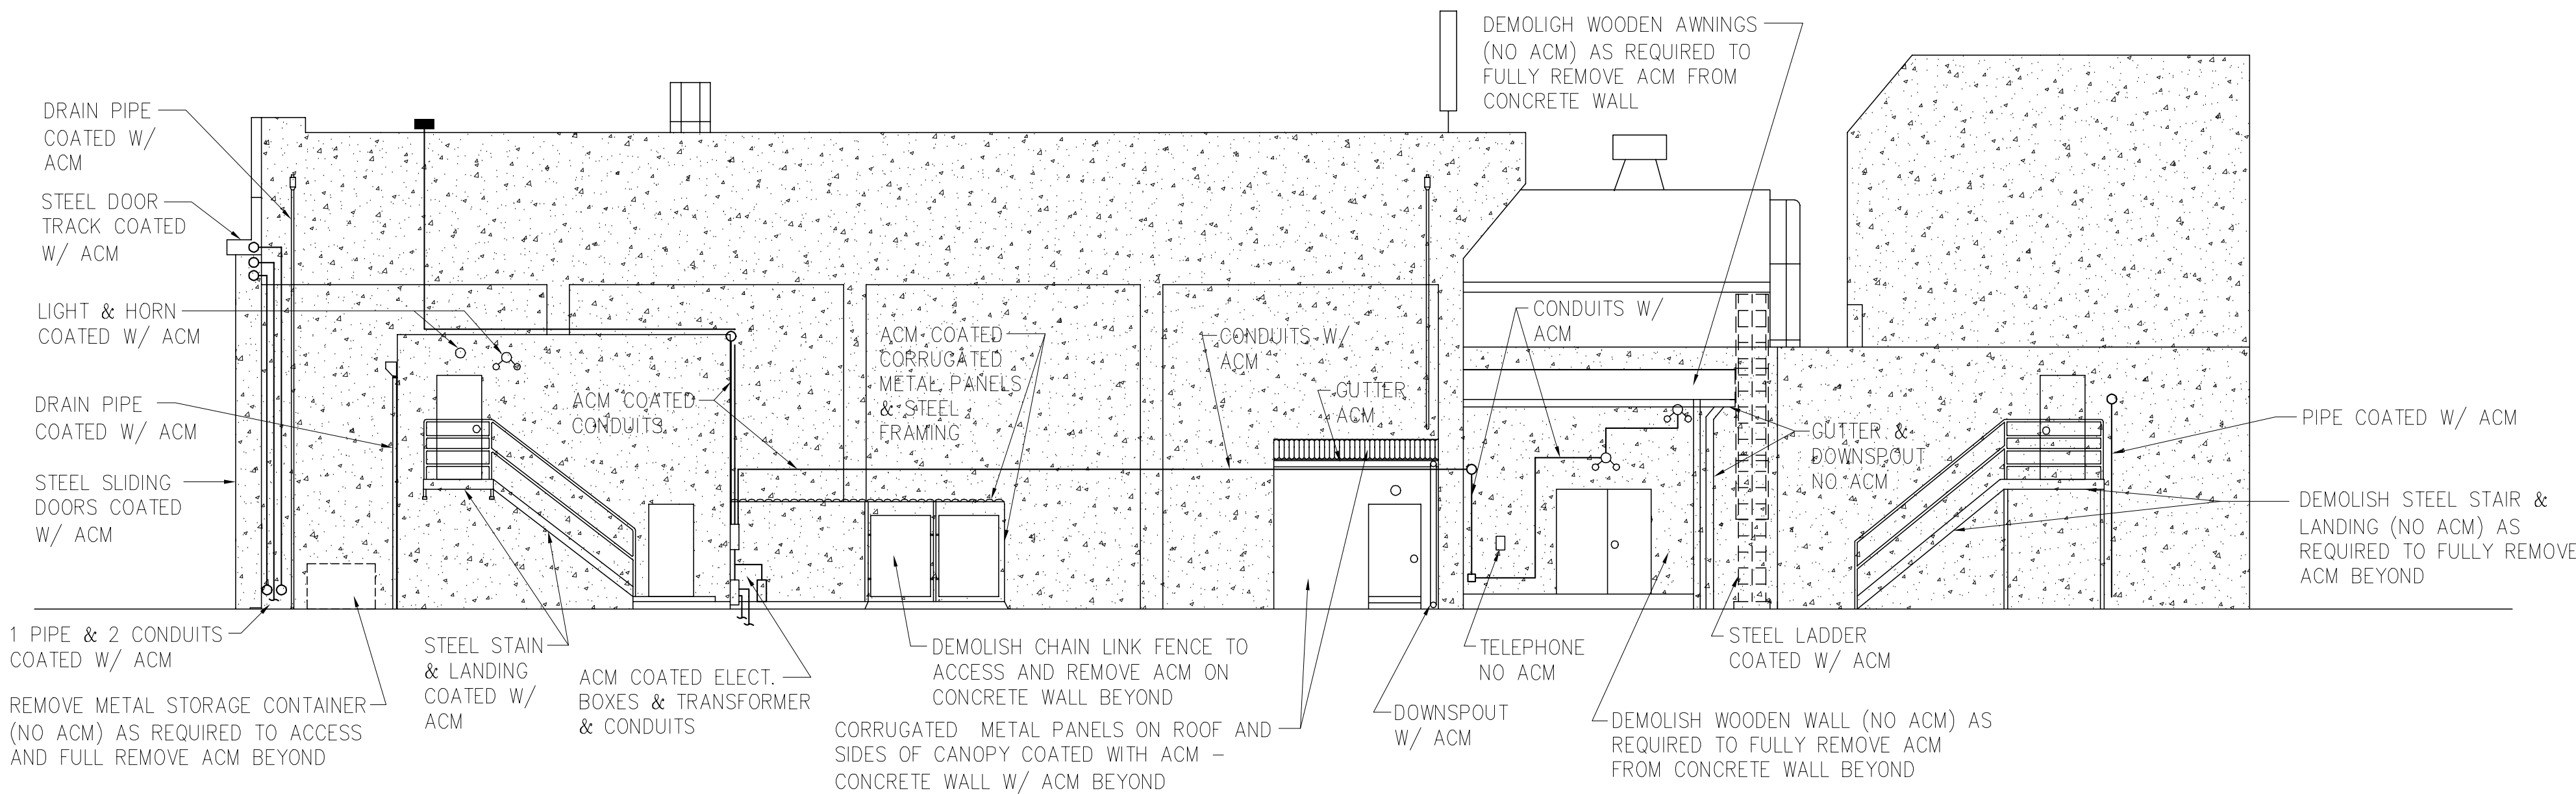 DEMOLIGH WOODEN AWNINGS
(NO ACM) AS REQUIRED TO
FULLY REMOVE ACM FROM
CONCRETE WALL
DRAIN PIPE
COATED W/
ACM
STEEL DOOR
TRACK COATED
W/ ACM
LIGHT & HORN
COATED W/ ACM
DRAIN PIPE
COATED W/ ACM
STEEL SLIDING
DOORS COATED
W/ ACM
1 PIPE & 2 CONDUITS
COATED W/ ACM
REMOVE METAL STORAGE CONTAINER
(NO ACM) AS REQUIRED TO ACCESS
AND FULL REMOVE ACM BEYOND
STEEL STAIN
& LANDING
COATED W/
ACM
ACM COATED
CONDUITS
ACM COATED ELECT.
BOXES & TRANSFORMER
& CONDUITS
ACM COATED
CORRUGATED
METAL PANELS
& STEEL
FRAMING
DEMOLISH CHAIN LINK FENCE TO
ACCESS AND REMOVE ACM ON
CONCRETE WALL BEYOND
CORRUGATED METAL PANELS ON ROOF AND
SIDES OF CANOPY COATED WITH ACM -
CONCRETE WALL W/ ACM BEYOND
CONDUITS W/
ACM
GUTTER
ACM
CONDUITS W/
ACM
TELEPHONE
NO ACM
DOWNSPOUT
W/ ACM
GUTTER &
DOWNSPOUT
NO ACM
STEEL LADDER
COATED W/ ACM
DEMOLISH WOODEN WALL (NO ACM) AS
REQUIRED TO FULLY REMOVE ACM
FROM CONCRETE WALL BEYOND
PIPE COATED W/ ACM
DEMOLISH STEEL STAIR &
LANDING (NO ACM) AS
REQUIRED TO FULLY REMOVE
ACM BEYOND